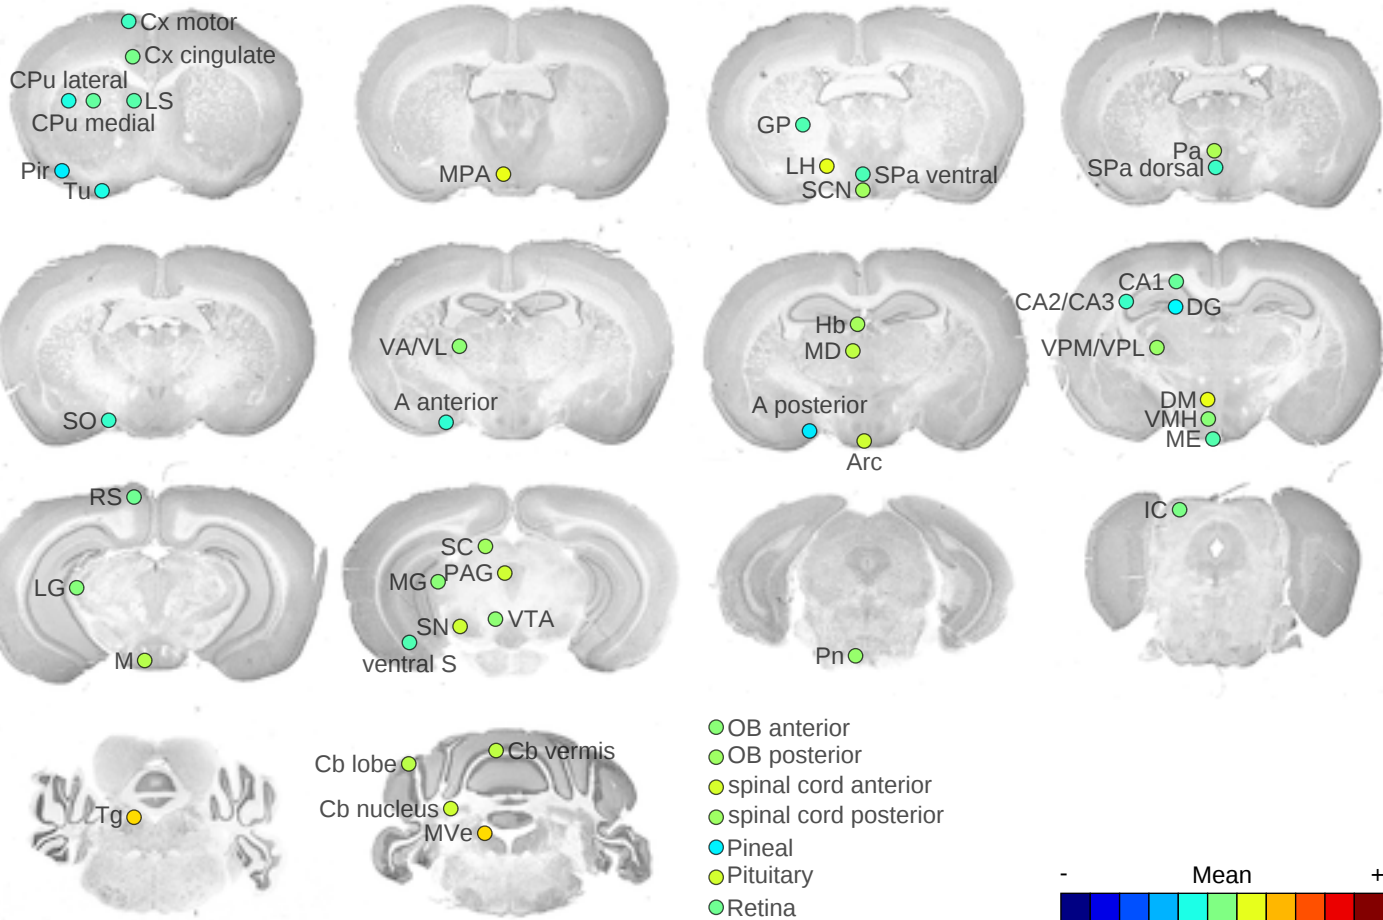 Cx motor
Cx cingulate
CPu lateral
LS
CPu medial
Pir
Tu
MPA
GP
LH
SPa ventral
SCN
Pa
SPa dorsal
SO
VA/VL
A anterior
Hb
MD
A posterior
Arc
CA1
CA2/CA3
DG
VPM/VPL
DM
VMH
ME
RS
LG
M
SC
MG
PAG
SN
VTA
ventral S
Pn
IC
Tg
Cb lobe
Cb vermis
Cb nucleus
MVe
OB anterior
OB posterior
spinal cord anterior
spinal cord posterior
Pineal
Pituitary
Retina
- Mean +